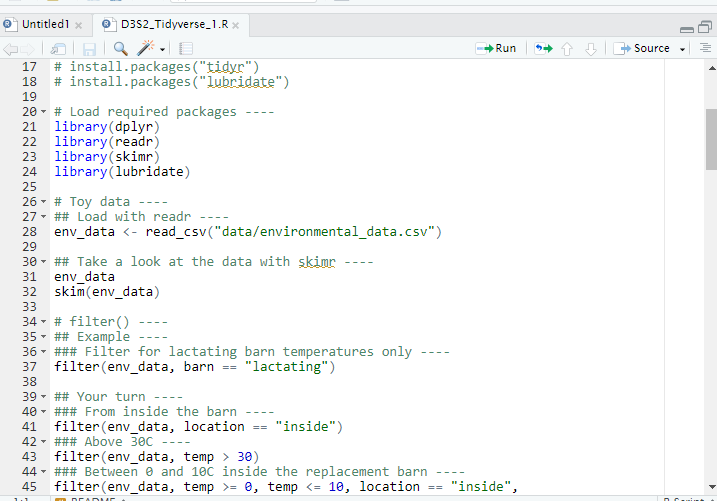 Untitled1
D3S2_Tidyverse_1.R
Run
Source
17 # install.packages("tidyr")
18 # install.packages("lubridate")
19
20 # Load required packages ----
21 library(dplyr)
22 library(readr)
23 library(skimr)
24 library(lubridate)
25
26 # Toy data ----
27 ## Load with readr ----
28 env_data <- read_csv("data/environmental_data.csv")
29
30 ## Take a look at the data with skimr ----
31 env_data
32 skim(env_data)
33
34 # filter() ----
35 ## Example ----
36 ### Filter for lactating barn temperatures only ----
37 filter(env_data, barn == "lactating")
38
39 ## Your turn ----
40 ### From inside the barn ----
41 filter(env_data, location == "inside")
42 ### Above 30C ----
43 filter(env_data, temp > 30)
44 ### Between 0 and 10C inside the replacement barn ----
45 filter(env_data, temp >= 0, temp <= 10, location == "inside",